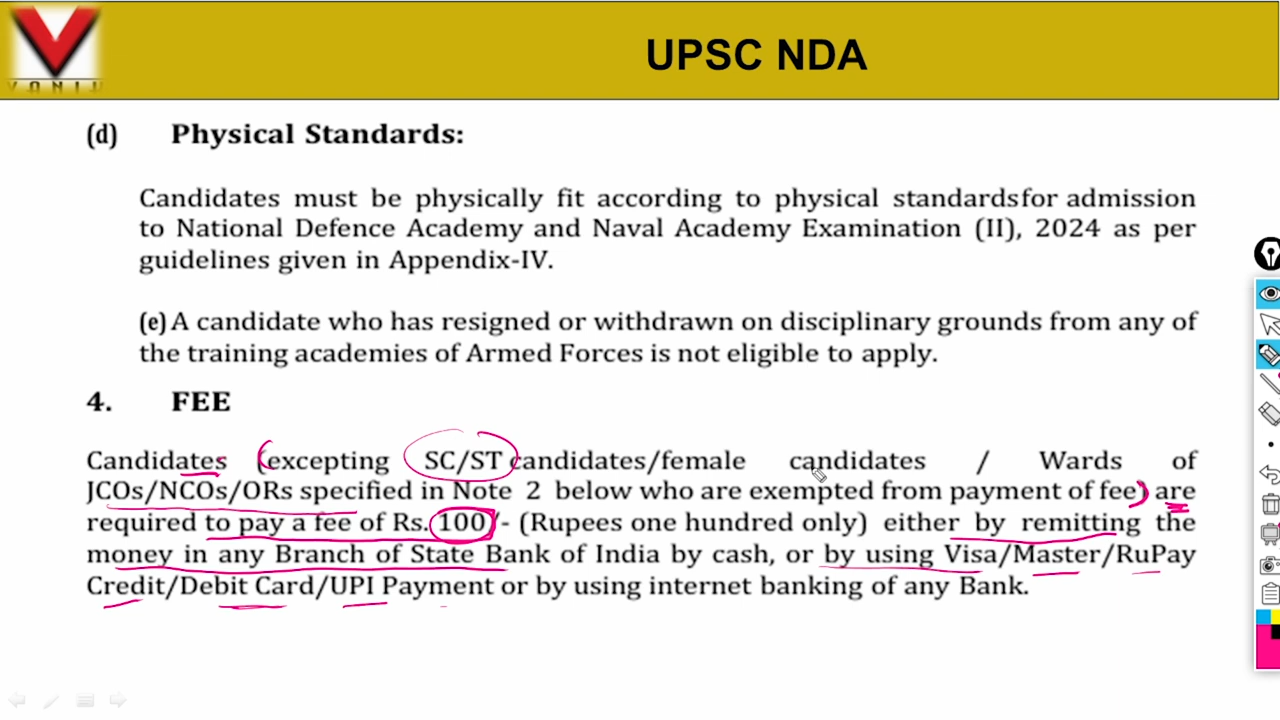 VANIJ
UPSC NDA
(d) Physical Standards:
Candidates must be physically fit according to physical standardsfor admission
to National Defence Academy and Naval Academy Examination (II), 2024 as per
guidelines given in Appendix-IV.
(e) A candidate who has resigned or withdrawn on disciplinary grounds from any of
the training academies of Armed Forces is not eligible to apply.
4. FEE
Candidates (excepting SC/ST candidates/female candidates / Wards of
JCOs/NCOs/ORs specified in Note 2 below who are exempted from payment of fee) are
required to pay a fee of Rs. 100/- (Rupees one hundred only) either by remitting the
money in any Branch of State Bank of India by cash, or by using Visa/Master/RuPay
Credit/Debit Card/UPI Payment or by using internet banking of any Bank.